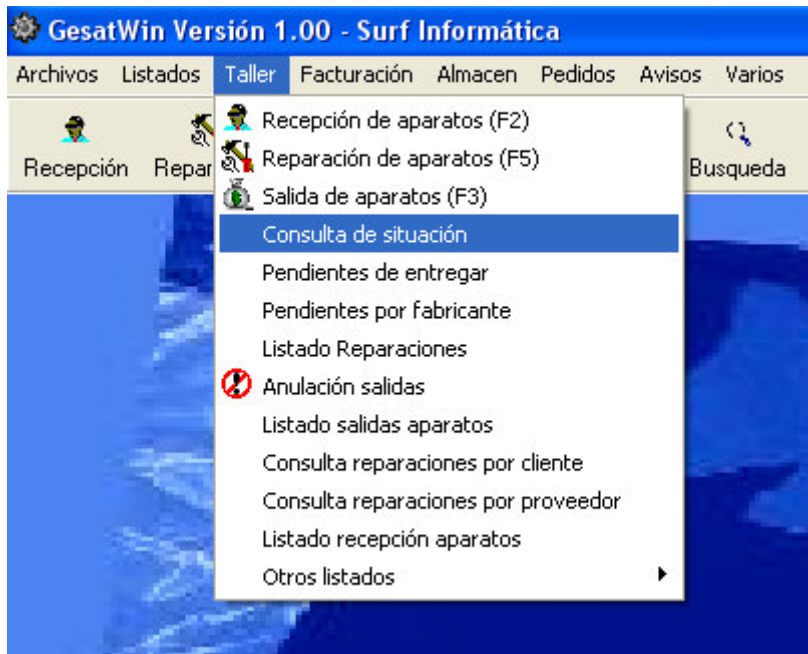 GesatWin Versión 1.00 - Surf Informática
Archivos Listados Taller Facturación Almacen Pedidos Avisos Varios
Recepción Repar Busqueda
Recepción de aparatos (F2)
Reparación de aparatos (F5)
Salida de aparatos (F3)
Consulta de situación
Pendientes de entregar
Pendientes por fabricante
Listado Reparaciones
Anulación salidas
Listado salidas aparatos
Consulta reparaciones por cliente
Consulta reparaciones por proveedor
Listado recepción aparatos
Otros listados